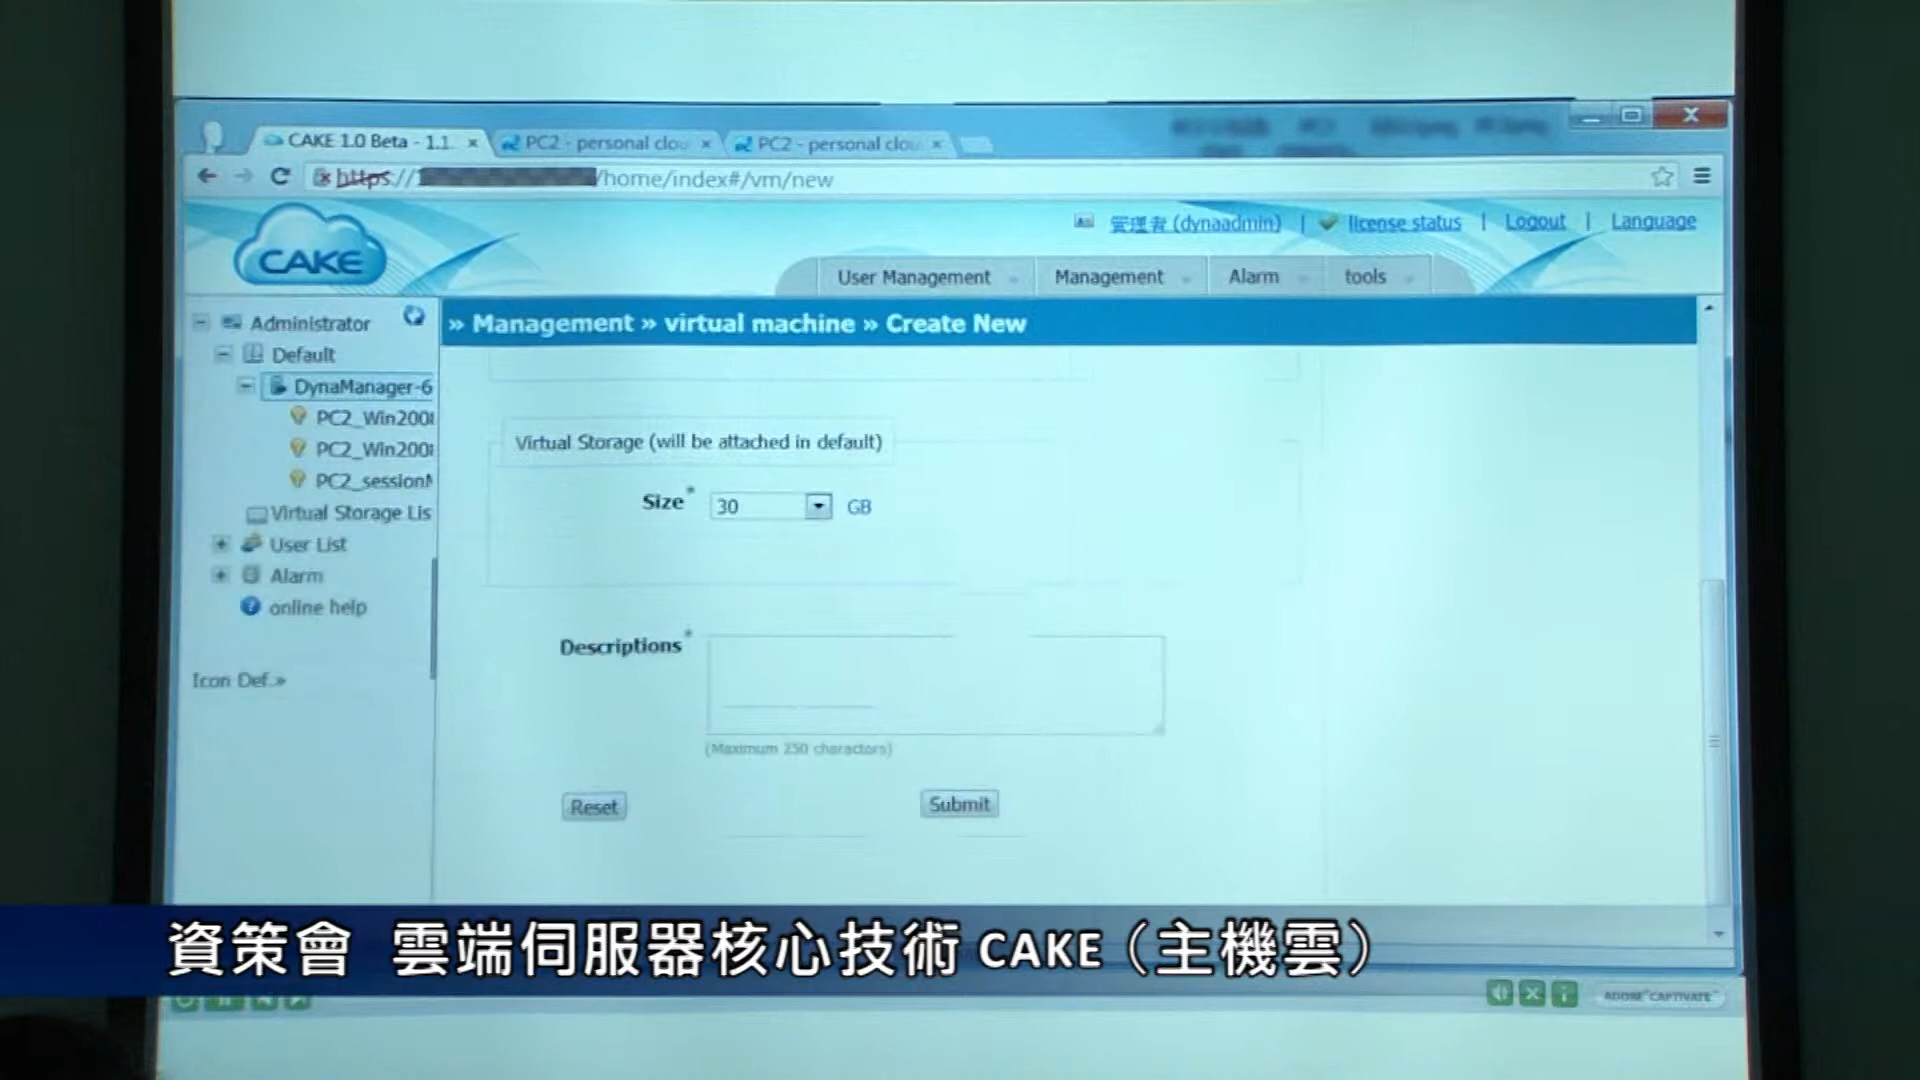 CAKE 1.0 Beta - 1.1
PC2 - personal clou
PC2 - personal clou
https://
/home/index#/vm/new
CAKE
管理者 (dynaadmin) | license status | Logout | Language
User Management
Management
Alarm
tools
Administrator
Default
DynaManager-6
PC2_Win200
PC2_Win200
PC2_session
Virtual Storage Lis
User List
Alarm
online help
Icon Def.»
» Management » virtual machine » Create New
Virtual Storage (will be attached in default)
Size* 30 GB
Descriptions*
(Maximum 250 charactors)
Reset
Submit
資策會 雲端伺服器核心技術 CAKE（主機雲）
ADOBE CAPTIVATE